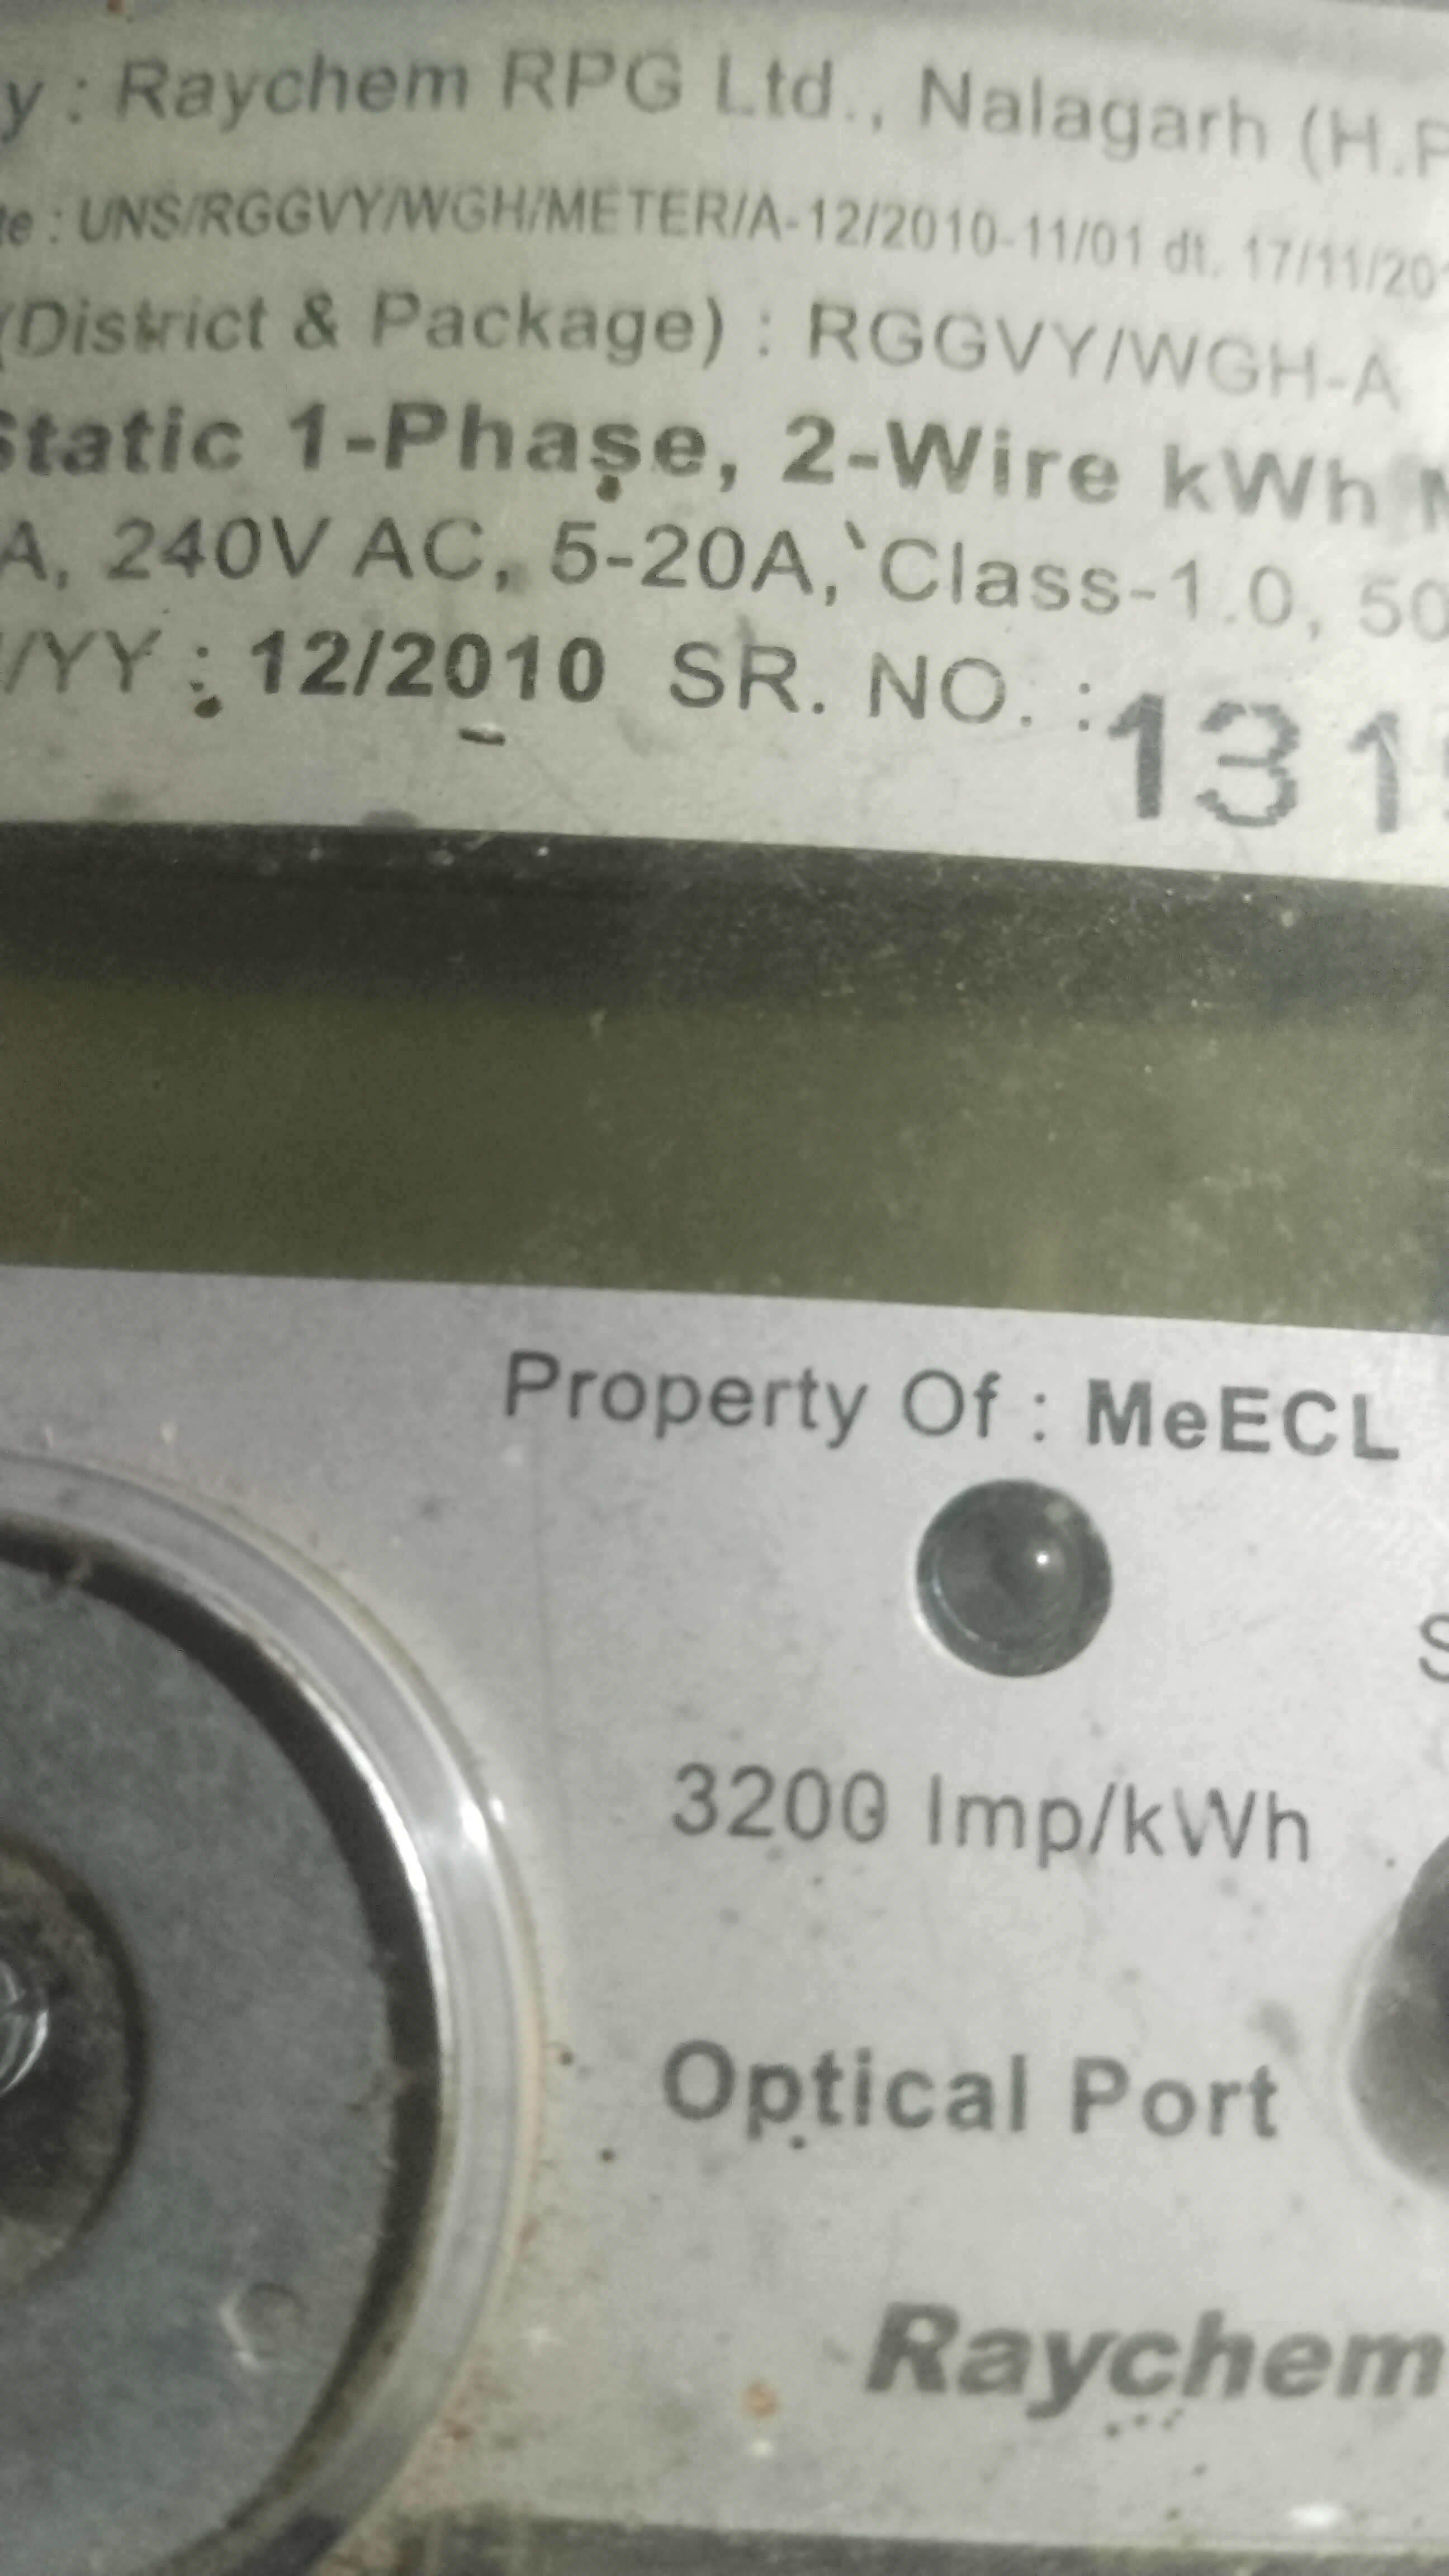 y : Raychem RPG Ltd., Nalagarh (H.P
te : UNS/RGGVY/WGH/METER/A-12/2010-11/01 dt. 17/11/201
(District & Package) : RGGVY/WGH-A
Static 1-Phase, 2-Wire kWh M
A, 240V AC, 5-20A, Class-1.0, 50
/YY : 12/2010 SR. NO. : 131
Property Of : MeECL
S
3200 Imp/kWh
Optical Port
Raychem